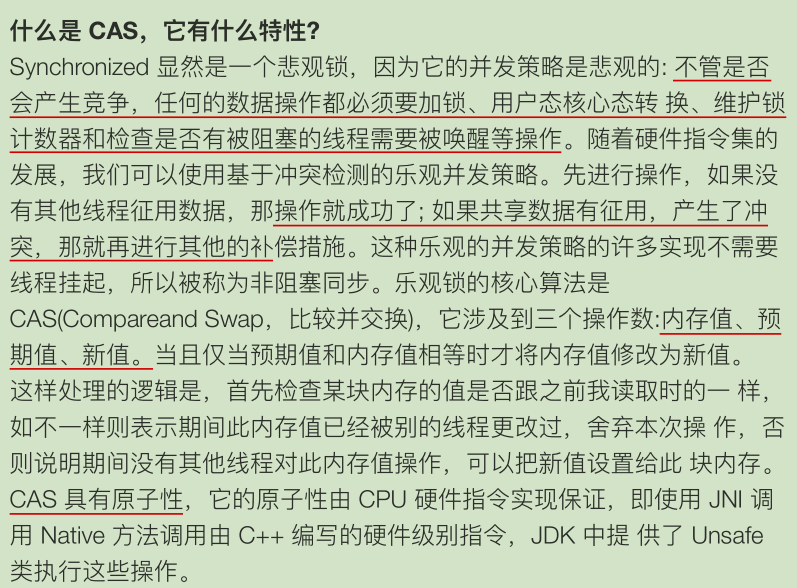 什么是 CAS，它有什么特性?
Synchronized 显然是一个悲观锁，因为它的并发策略是悲观的: 不管是否
会产生竞争，任何的数据操作都必须要加锁、用户态核心态转 换、维护锁
计数器和检查是否有被阻塞的线程需要被唤醒等操作。随着硬件指令集的
发展，我们可以使用基于冲突检测的乐观并发策略。先进行操作，如果没
有其他线程征用数据，那操作就成功了; 如果共享数据有征用，产生了冲
突，那就再进行其他的补偿措施。这种乐观的并发策略的许多实现不需要
线程挂起，所以被称为非阻塞同步。乐观锁的核心算法是
CAS(Compareand Swap，比较并交换)，它涉及到三个操作数:内存值、预
期值、新值。当且仅当预期值和内存值相等时才将内存值修改为新值。
这样处理的逻辑是，首先检查某块内存的值是否跟之前我读取时的一 样，
如不一样则表示期间此内存值已经被别的线程更改过，舍弃本次操 作，否
则说明期间没有其他线程对此内存值操作，可以把新值设置给此 块内存。
CAS 具有原子性，它的原子性由 CPU 硬件指令实现保证，即使用 JNI 调
用 Native 方法调用由 C++ 编写的硬件级别指令，JDK 中提 供了 Unsafe
类执行这些操作。